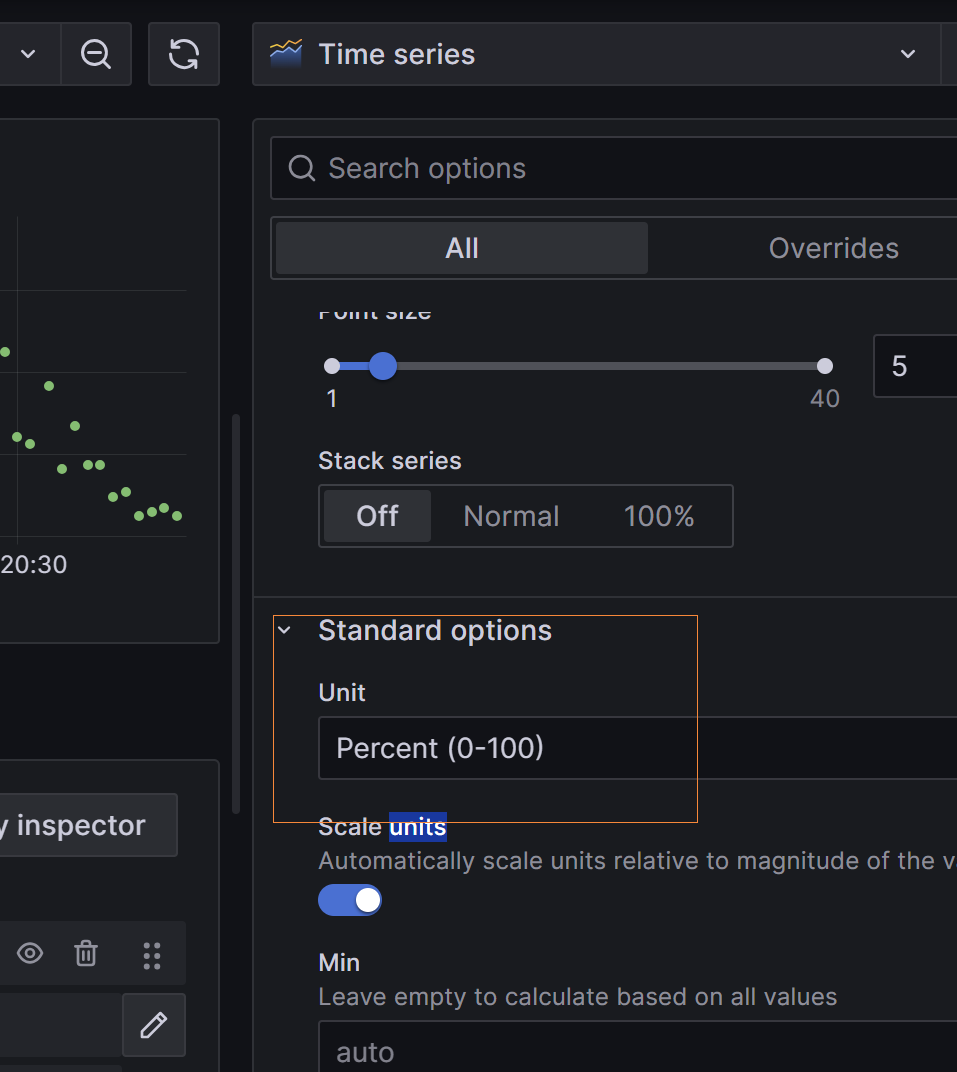 Time series
Search options
All
Overrides
Point size
5
1
40
Stack series
Off
Normal
100%
20:30
Standard options
Unit
Percent (0-100)
y inspector
Scale units
Automatically scale units relative to magnitude of the v
Min
Leave empty to calculate based on all values
auto